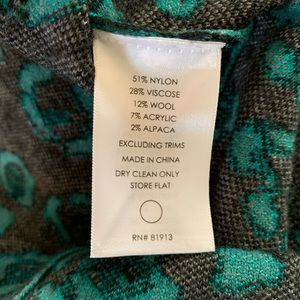 51% NYLON
28% VISCOSE
12% WOOL
7% ACRYLIC
2% ALPACA
EXCLUDING TRIMS
MADE IN CHINA
DRY CLEAN ONLY
STORE FLAT
RN# 81913